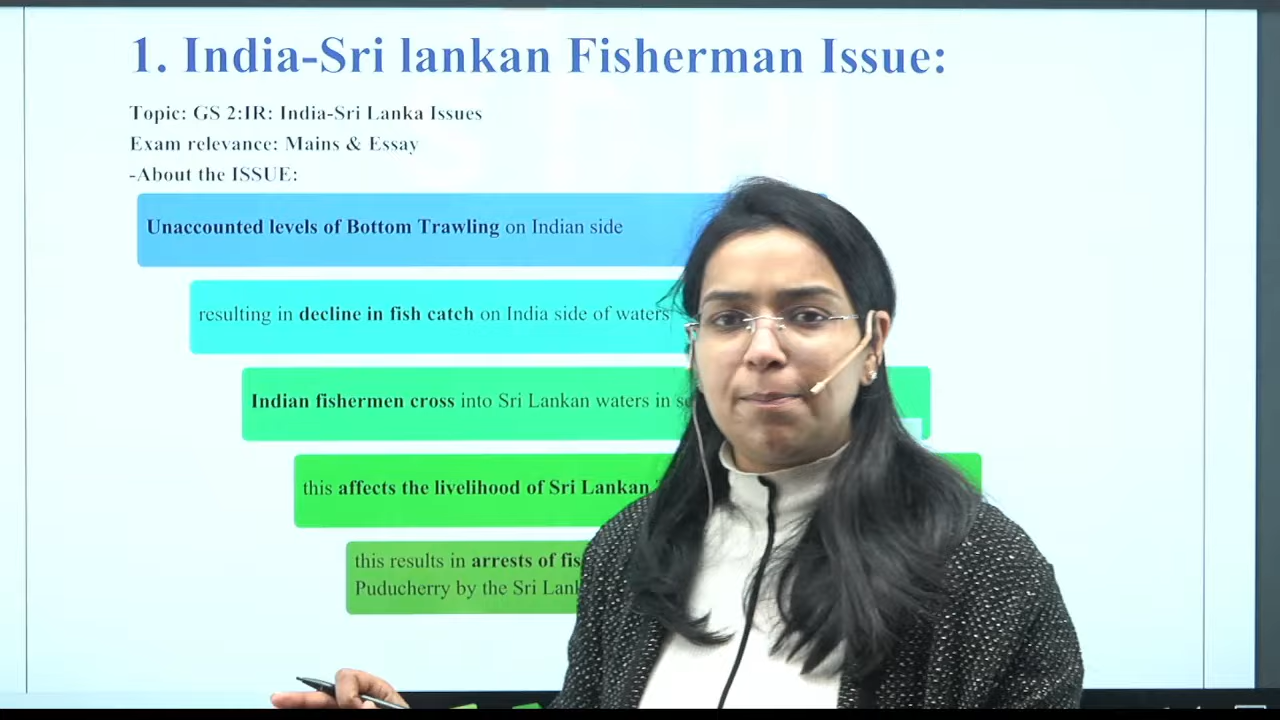 1. India-Sri lankan Fisherman Issue:
Topic: GS 2:IR: India-Sri Lanka Issues
Exam relevance: Mains & Essay
-About the ISSUE:
Unaccounted levels of Bottom Trawling on Indian side
resulting in decline in fish catch on India side of waters
Indian fishermen cross into Sri Lankan waters in
this affects the livelihood of Sri Lankan
this results in arrests of
Puducherry by the Sri